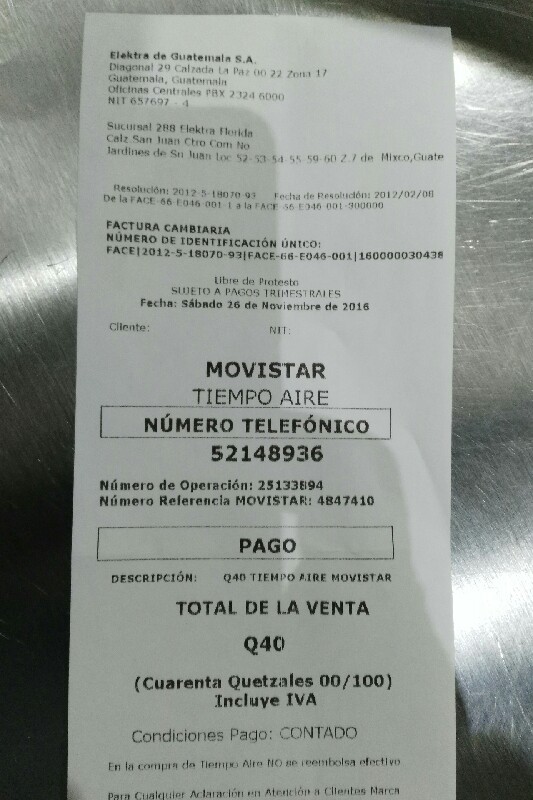 Elektra de Guatemala S.A.
Diagonal 29 Calzada La Paz 00 22 Zona 17
Guatemala, Guatemala
Oficinas Centrales PBX 2324 6000
NIT 657697 - 4
Sucursal 288 Elektra Florida
Calz San Juan Ctro Com No
Jardines de Sn Juan Loc 52-53-54 55 59-60 Z.7 de Mixco,Guate
Resolución: 2012-5-18070-93 Fecha de Resolución: 2012/02/08
De la FACE-66-E046-001-1 a la FACE-66-E046-001-300000
FACTURA CAMBIARIA
NÚMERO DE IDENTIFICACIÓN ÚNICO:
FACE|2012-5-18070-93|FACE-66-E046-001|160000030438
Libre de Protesto
SUJETO A PAGOS TRIMESTRALES
Fecha: Sábado 26 de Noviembre de 2016
Cliente: NIT:
MOVISTAR
TIEMPO AIRE
NÚMERO TELEFÓNICO
52148936
Número de Operación: 25133894
Número Referencia MOVISTAR: 4847410
PAGO
DESCRIPCIÓN: Q40 TIEMPO AIRE MOVISTAR
TOTAL DE LA VENTA
Q40
(Cuarenta Quetzales 00/100)
Incluye IVA
Condiciones Pago: CONTADO
En la compra de Tiempo Aire NO se reembolsa efectivo
Para Cualquier Aclaración en Atención a Clientes Marca